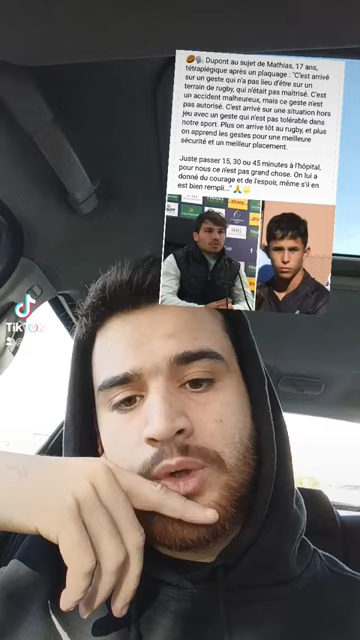 🏉🗣️ Dupont au sujet de Mathias, 17 ans,
tétraplégique après un plaquage : "C'est arrivé
sur un geste qui n'a pas lieu d'être sur un
terrain de rugby, qui n'était pas maîtrisé. C'est
un accident malheureux, mais ce geste n'est
pas autorisé. C'est arrivé sur une situation hors
jeu avec un geste qui n'est pas tolérable dans
notre sport. Plus on arrive tôt au rugby, et plus
on apprend les gestes pour une meilleure
sécurité et un meilleur placement.
Juste passer 15, 30 ou 45 minutes à l'hôpital,
pour nous ce n'est pas grand chose. On lui a
donné du courage et de l'espoir, même s'il en
est bien rempli..." 🙏
TikTok